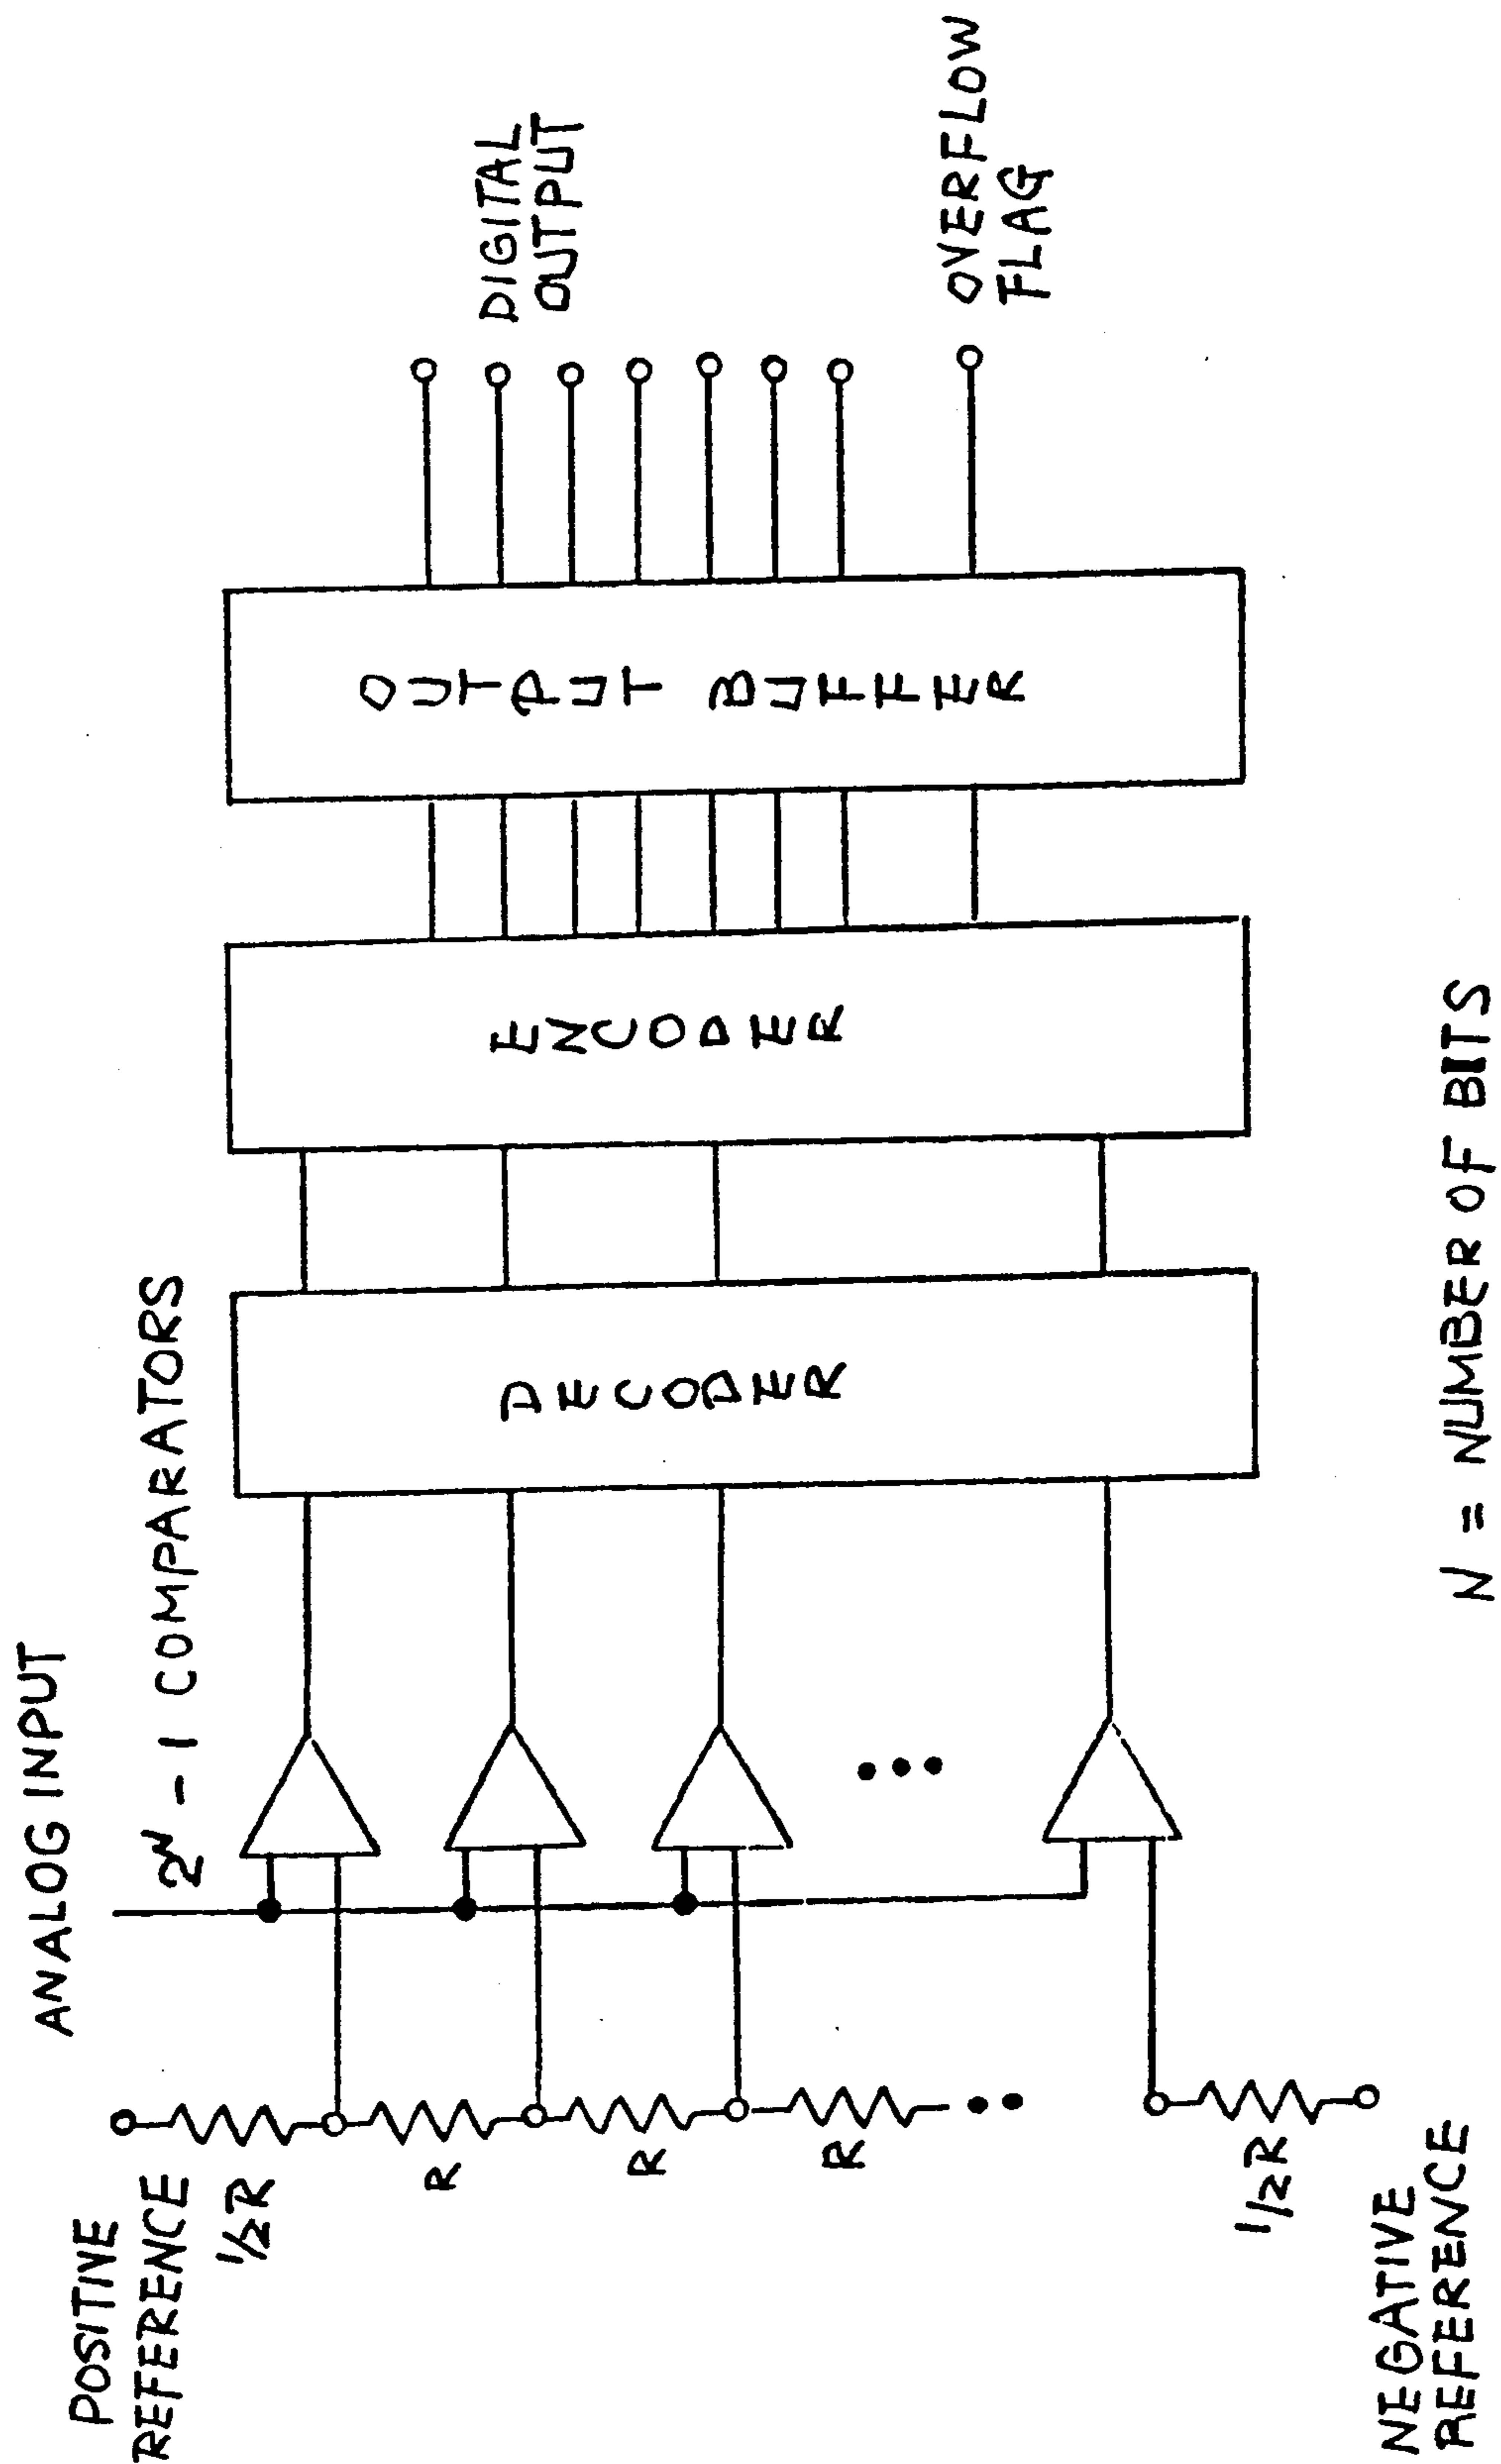 ANALOG INPUT
2ᴺ - 1 COMPARATORS
POSITINE
REFERENCE
1/2R
R
R
R
1/2R
NEGATIVE
REFERENCE
DECODER
ENCODER
OUTPUT BUFFER
DIGITAL
OUTPUT
OVERFLOW
FLAG
N = NUMBER OF BITS